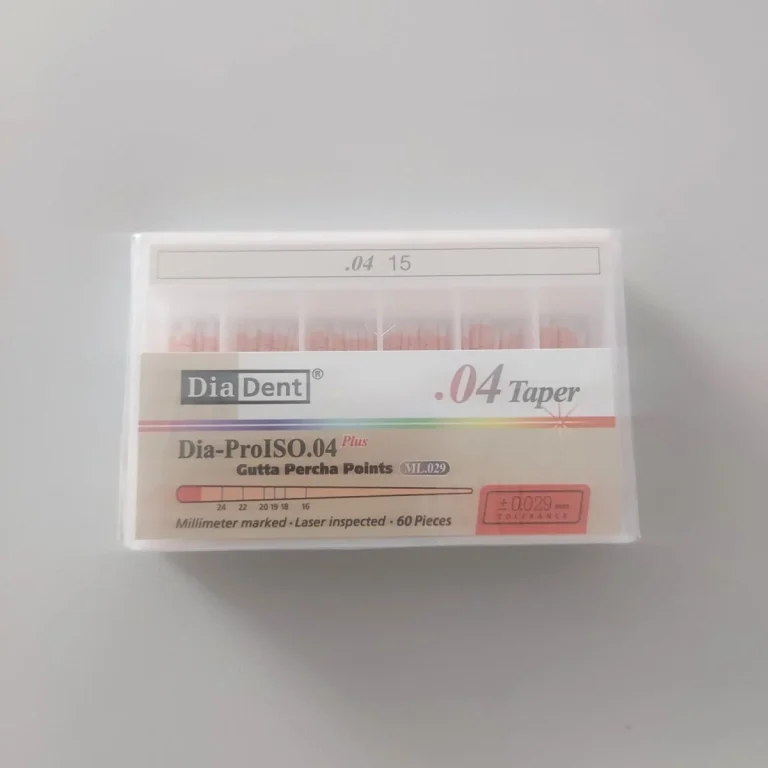 .04 15
DiaDent®
.04 Taper
Dia-ProISO.04 Plus
Gutta Percha Points ML.029
24 22 20 19 18 16
Millimeter marked · Laser inspected · 60 Pieces
±0.029 mm
TOLERANCE